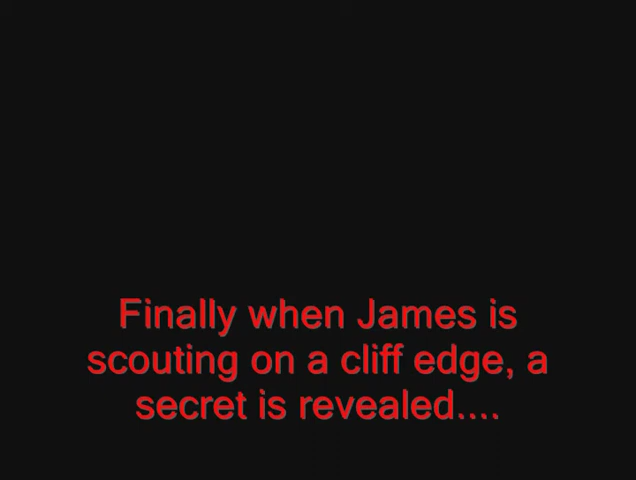 Finally when James is
scouting on a cliff edge, a
secret is revealed....